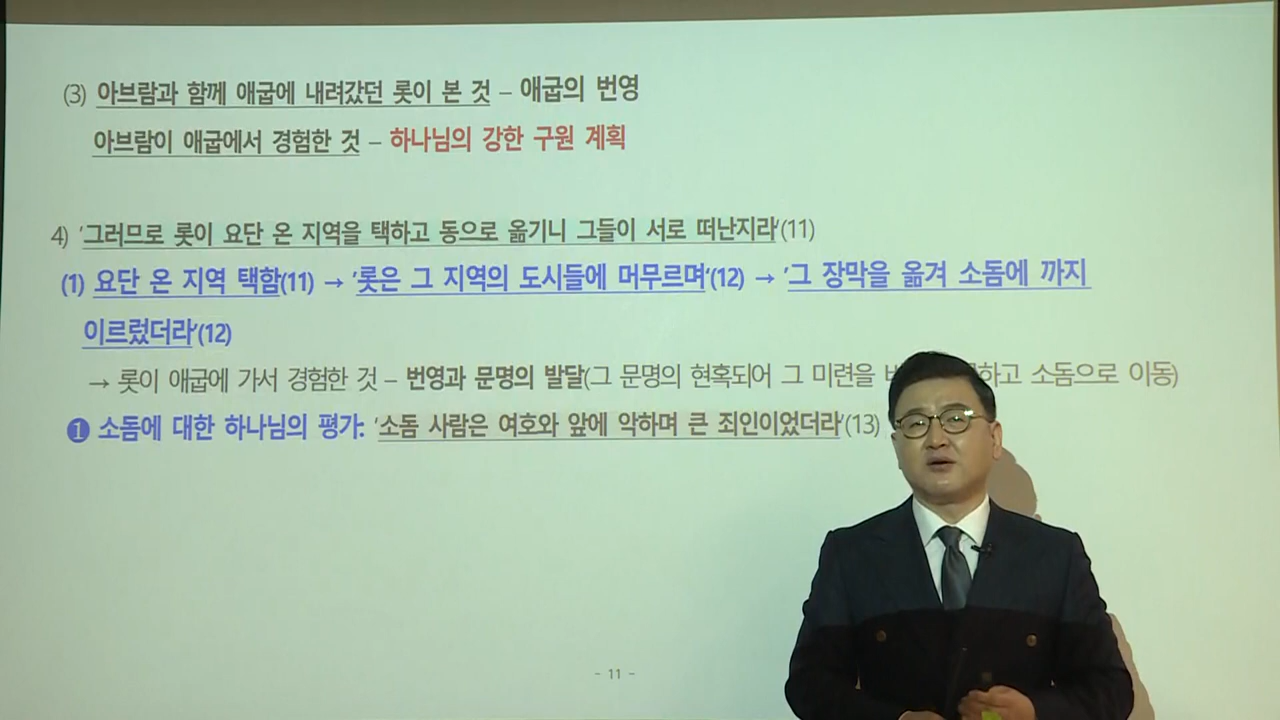 (3) 아브람과 함께 애굽에 내려갔던 롯이 본 것 – 애굽의 번영
아브람이 애굽에서 경험한 것 – 하나님의 강한 구원 계획
4) '그러므로 롯이 요단 온 지역을 택하고 동으로 옮기니 그들이 서로 떠난지라'(11)
(1) 요단 온 지역 택함(11) → '롯은 그 지역의 도시들에 머무르며'(12) → '그 장막을 옮겨 소돔에 까지
이르렀더라'(12)
→ 롯이 애굽에 가서 경험한 것 – 번영과 문명의 발달(그 문명의 현혹되어 그 미련을 하고 소돔으로 이동)
❶ 소돔에 대한 하나님의 평가: '소돔 사람은 여호와 앞에 악하며 큰 죄인이었더라'(13)
- 11 -